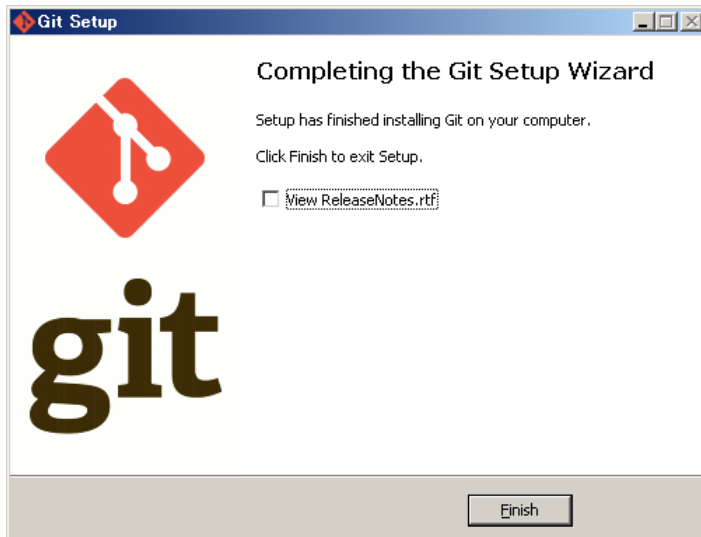 Git Setup
Completing the Git Setup Wizard
Setup has finished installing Git on your computer.
Click Finish to exit Setup.
View ReleaseNotes.rtf
git
Finish